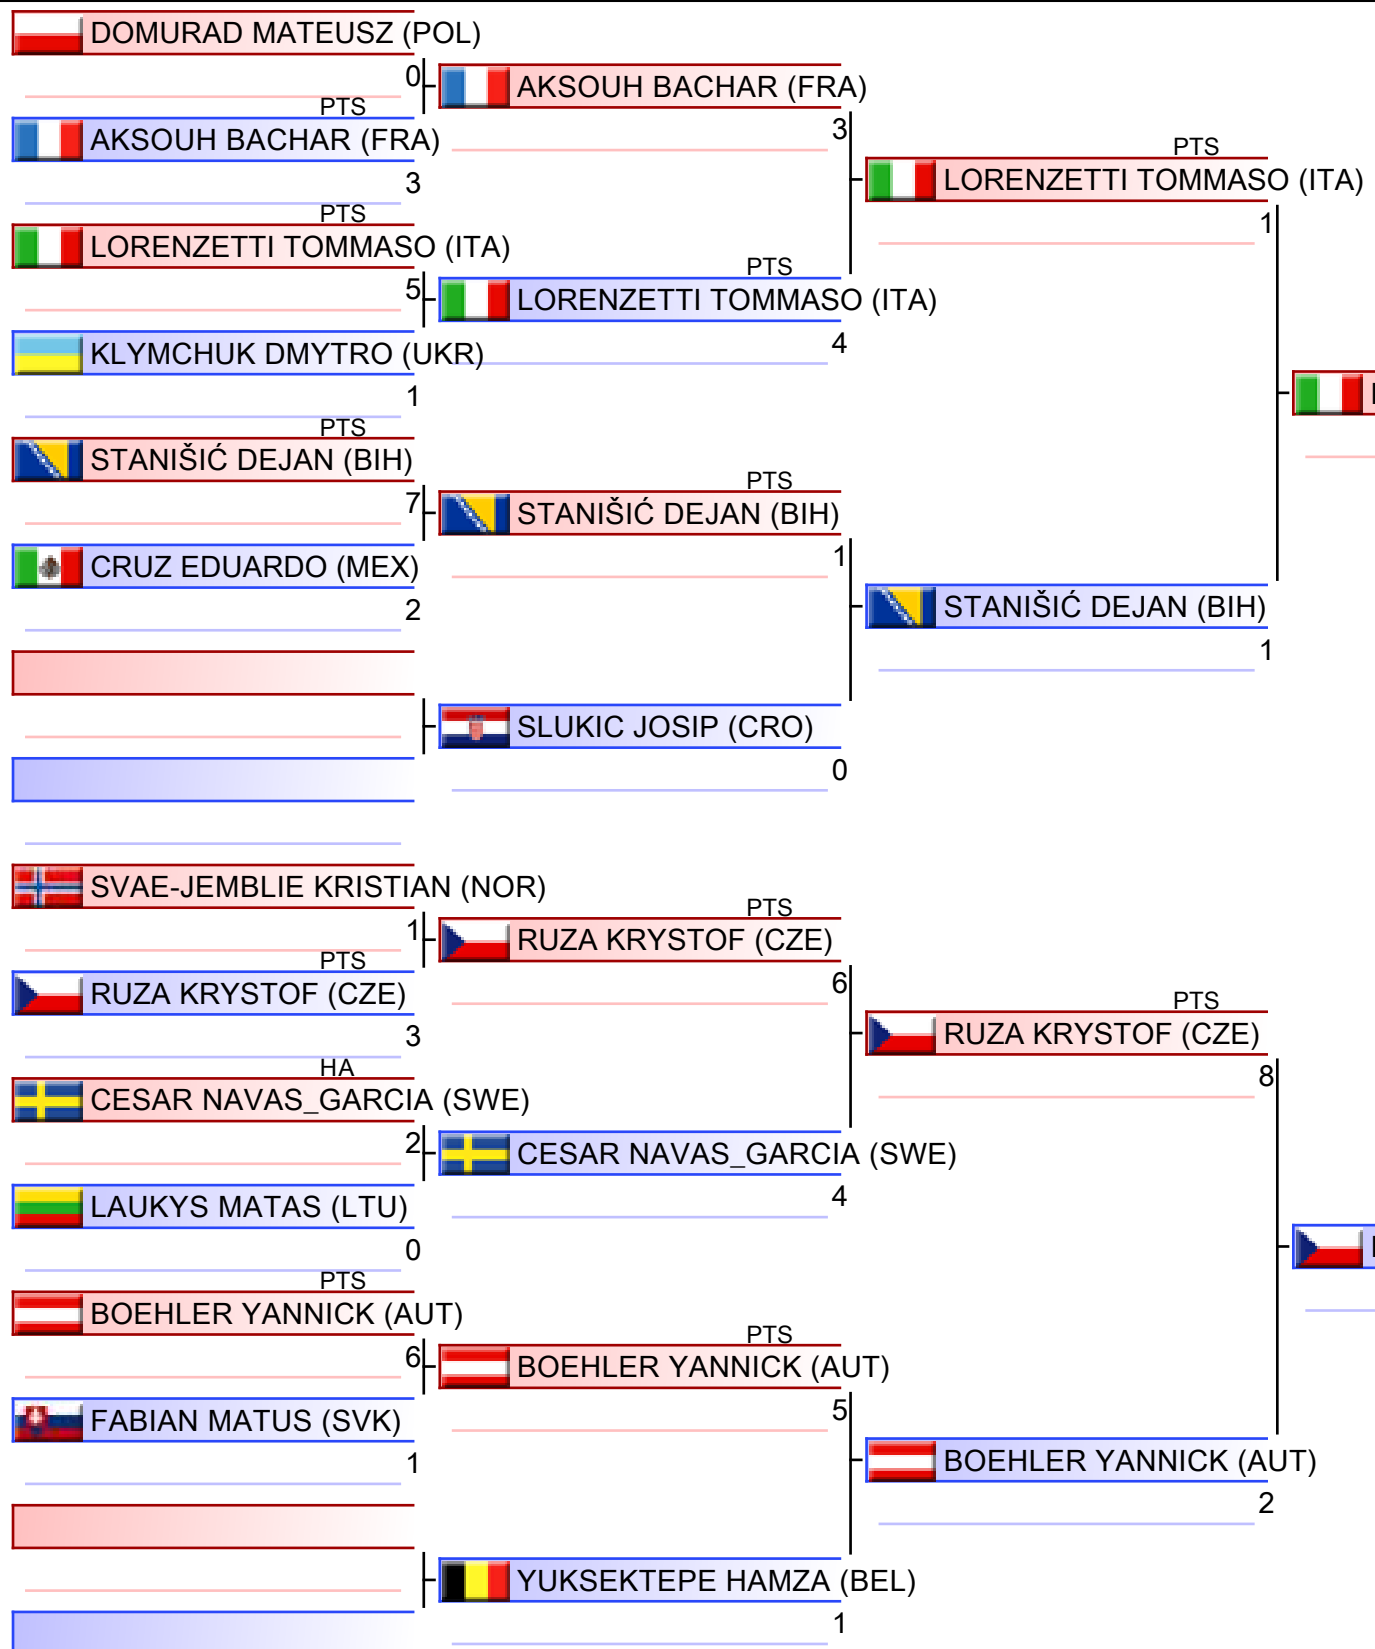 DOMURAD MATEUSZ (POL)
0
PTS
AKSOUH BACHAR (FRA)
3
PTS
LORENZETTI TOMMASO (ITA)
5
KLYMCHUK DMYTRO (UKR)
1
PTS
STANIŠIĆ DEJAN (BIH)
7
CRUZ EDUARDO (MEX)
2
SVAE-JEMBLIE KRISTIAN (NOR)
1
PTS
RUZA KRYSTOF (CZE)
3
HA
CESAR NAVAS_GARCIA (SWE)
2
LAUKYS MATAS (LTU)
0
PTS
BOEHLER YANNICK (AUT)
6
FABIAN MATUS (SVK)
1
AKSOUH BACHAR (FRA)
3
PTS
LORENZETTI TOMMASO (ITA)
4
PTS
STANIŠIĆ DEJAN (BIH)
1
SLUKIC JOSIP (CRO)
0
PTS
RUZA KRYSTOF (CZE)
6
CESAR NAVAS_GARCIA (SWE)
4
PTS
BOEHLER YANNICK (AUT)
5
YUKSEKTEPE HAMZA (BEL)
1
PTS
LORENZETTI TOMMASO (ITA)
1
STANIŠIĆ DEJAN (BIH)
1
PTS
RUZA KRYSTOF (CZE)
8
BOEHLER YANNICK (AUT)
2